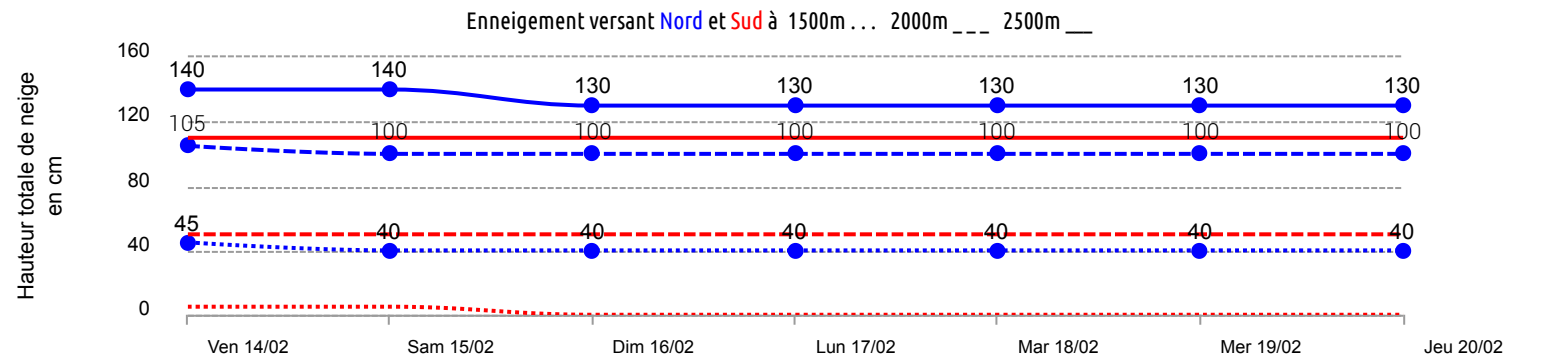 Enneigement versant Nord et Sud à 1500m . . . 2000m _ _ _ 2500m __
Hauteur totale de neige
en cm
160
140 140 130 130 130 130 130
120
105 100 100 100 100 100 100
80
45 40 40 40 40 40 40
40
0
Ven 14/02 Sam 15/02 Dim 16/02 Lun 17/02 Mar 18/02 Mer 19/02 Jeu 20/02